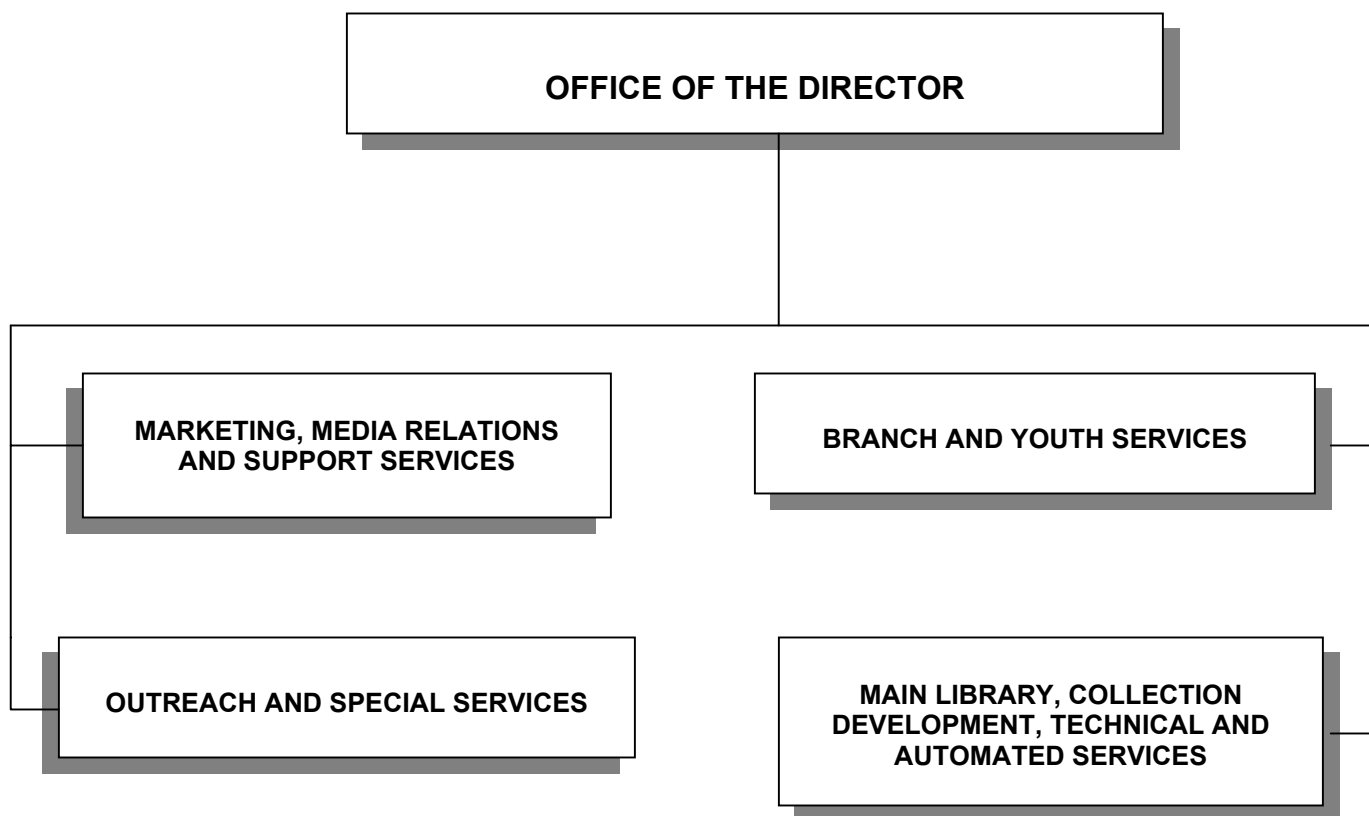 OFFICE OF THE DIRECTOR
MARKETING, MEDIA RELATIONS
AND SUPPORT SERVICES
BRANCH AND YOUTH SERVICES
OUTREACH AND SPECIAL SERVICES
MAIN LIBRARY, COLLECTION
DEVELOPMENT, TECHNICAL AND
AUTOMATED SERVICES